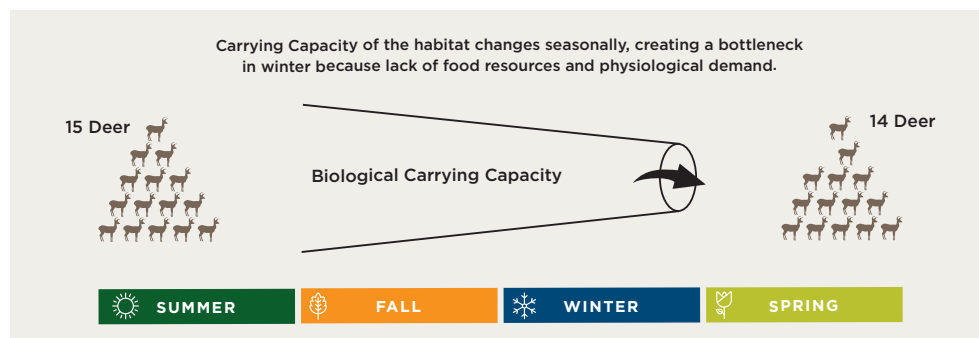 Carrying Capacity of the habitat changes seasonally, creating a bottleneck
in winter because lack of food resources and physiological demand.
15 Deer
14 Deer
Biological Carrying Capacity
SUMMER
FALL
WINTER
SPRING